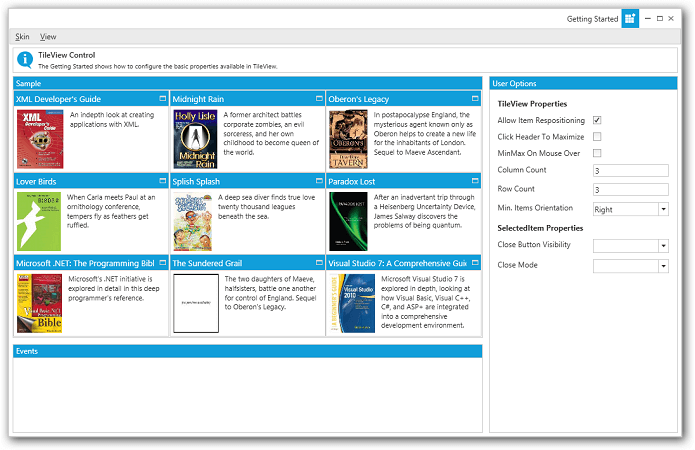 Getting Started
Skin View
TileView Control
The Getting Started shows how to configure the basic properties available in TileView.
Sample
XML Developer's Guide
An indepth look at creating
applications with XML.
XML
Developer's
Guide
Midnight Rain
A former architect battles
corporate zombies, an evil
sorceress, and her own
childhood to become queen of
the world.
Holly Lisle
Midnight
Rain
Oberon's Legacy
In postapocalypse England, the
mysterious agent known only as
Oberon helps to create a new life
for the inhabitants of London.
Sequel to Maeve Ascendant.
OBERON'S
TAVERN
Lover Birds
When Carla meets Paul at an
ornithology conference,
tempers fly as feathers get
ruffled.
BIRDS
Splish Splash
A deep sea diver finds true love
twenty thousand leagues
beneath the sea.
Paradox Lost
After an inadvertant trip through
a Heisenberg Uncertainty Device,
James Salway discovers the
problems of being quantum.
PARADOX LOST
Microsoft .NET: The Programming Bibl
Microsoft's .NET initiative is
explored in detail in this deep
programmer's reference.
Visual Basic .NET
Programming
Bible
The Sundered Grail
The two daughters of Maeve,
halfsisters, battle one another
for control of England. Sequel
to Oberon's Legacy.
Visual Studio 7: A Comprehensive Guid
Microsoft Visual Studio 7 is
explored in depth, looking at
how Visual Basic, Visual C++,
C#, and ASP+ are integrated
into a comprehensive
development environment.
Visual Studio
2010
Events
User Options
TileView Properties
Allow Item Respositioning
Click Header To Maximize
MinMax On Mouse Over
Column Count 3
Row Count 3
Min. Items Orientation Right
SelectedItem Properties
Close Button Visibility
Close Mode